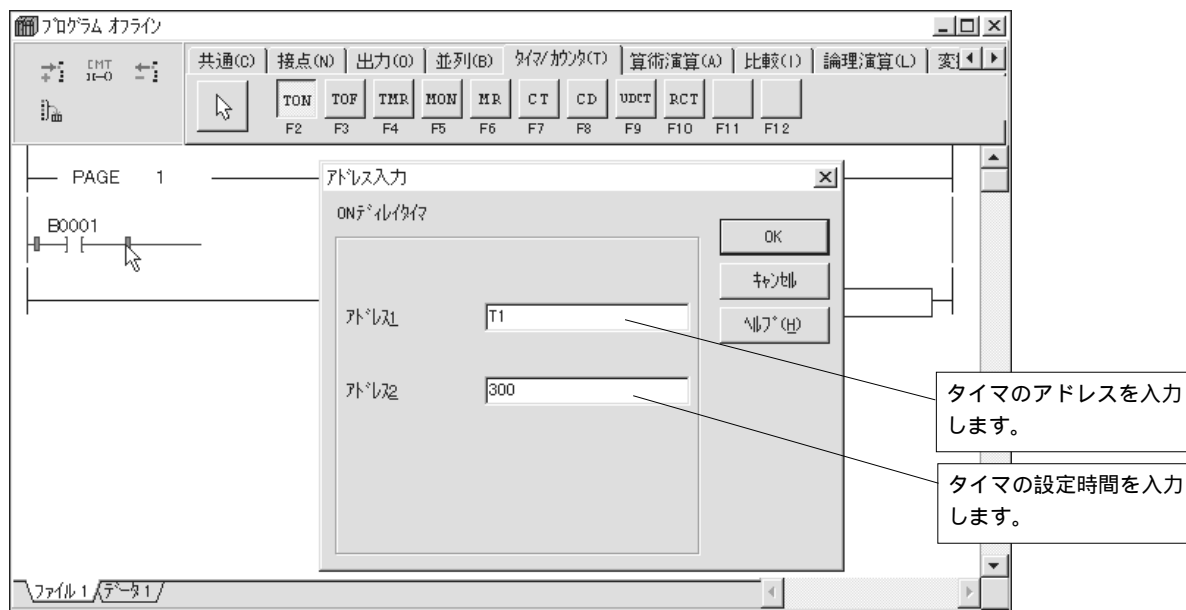 ﾌﾟﾛｸﾞﾗﾑ ｵﾌﾗｲﾝ
CMT
共通(C) 接点(N) 出力(O) 並列(B) ﾀｲﾏ/ｶｳﾝﾀ(T) 算術演算(A) 比較(I) 論理演算(L) 変
TON TOF TMR MON MR CT CD UDCT RCT
F2 F3 F4 F5 F6 F7 F8 F9 F10 F11 F12
PAGE 1
B0001
ｱﾄﾞﾚｽ入力
ONﾃﾞｨﾚｲﾀｲﾏ
OK
ｷｬﾝｾﾙ
ﾍﾙﾌﾟ(H)
ｱﾄﾞﾚｽ1 T1
ｱﾄﾞﾚｽ2 300
タイマのアドレスを入力
します。
タイマの設定時間を入力
します。
ﾌｧｲﾙ 1 ﾃﾞｰﾀ 1